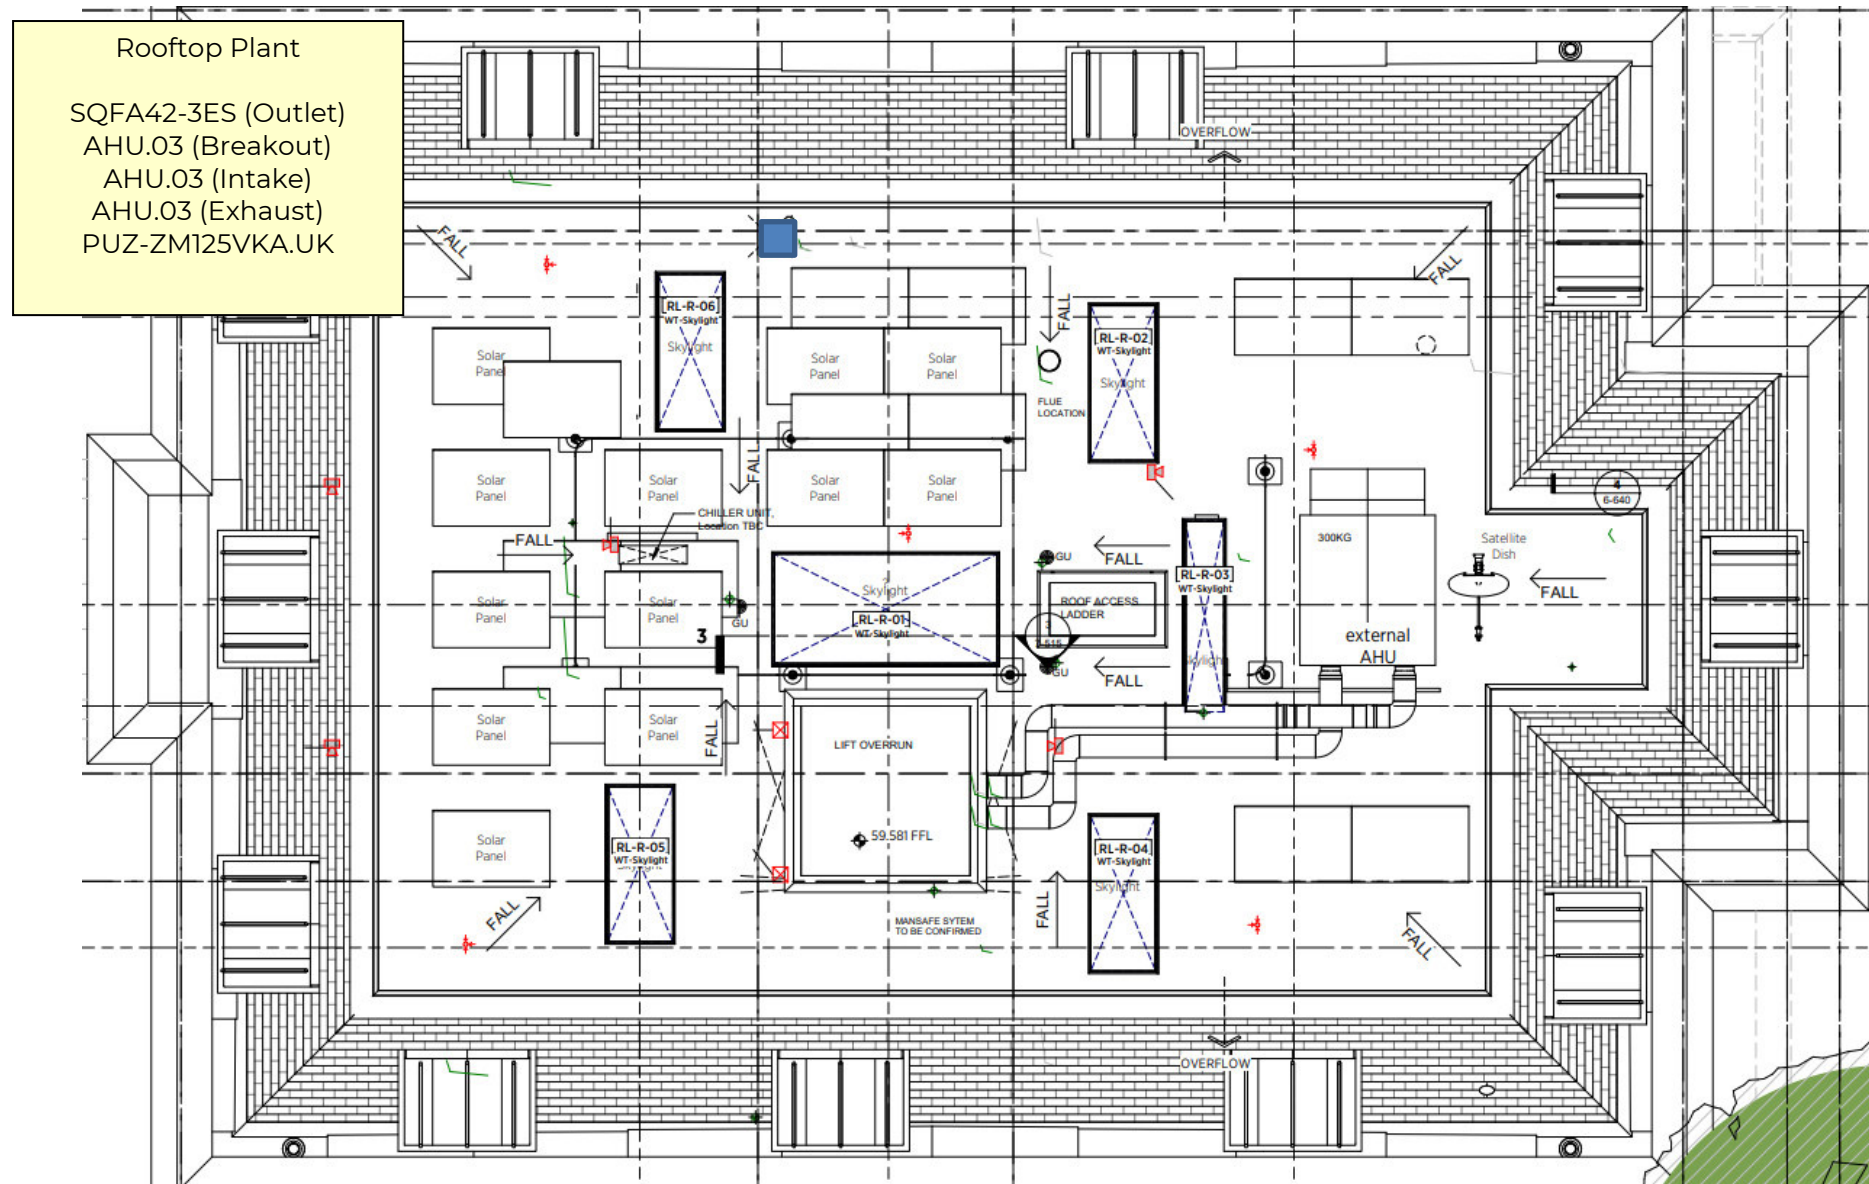 Rooftop Plant
SQFA42-3ES (Outlet)
AHU.03 (Breakout)
AHU.03 (Intake)
AHU.03 (Exhaust)
PUZ-ZM125VKA.UK
OVERFLOW
FALL
FALL
FALL
RL-R-06
WT-Skylight
Skylight
RL-R-02
WT-Skylight
Skylight
Solar
Panel
Solar
Panel
Solar
Panel
FLUE
LOCATION
FALL
Solar
Panel
Solar
Panel
Solar
Panel
Solar
Panel
4
6-640
CHILLER UNIT,
Location TBC
FALL
GU
FALL
300KG
Satellite
Dish
Skylight
RL-R-01
WT-Skylight
RL-R-03
WT-Skylight
Skylight
FALL
ROOF ACCESS
LADDER
Solar
Panel
Solar
Panel
GU
3
external
AHU
GU
FALL
Solar
Panel
Solar
Panel
FALL
LIFT OVERRUN
59.581 FFL
Solar
Panel
RL-R-05
WT-Skylight
RL-R-04
WT-Skylight
Skylight
FALL
MANSAFE SYTEM
TO BE CONFIRMED
FALL
FALL
OVERFLOW